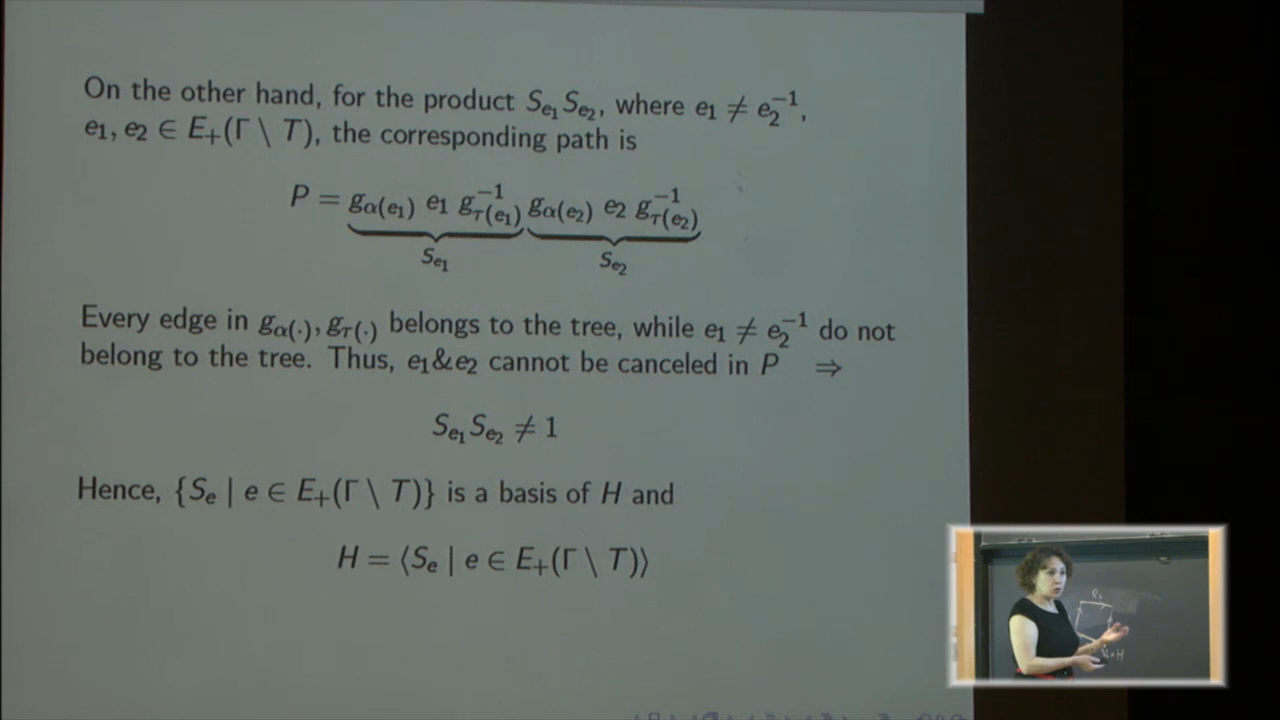 On the other hand, for the product S_{e_1} S_{e_2}, where e_1 ≠ e_2^{-1},
e_1, e_2 ∈ E_+(Γ \ T), the corresponding path is
P = g_{α(e_1)} e_1 g_{τ(e_1)}^{-1} g_{α(e_2)} e_2 g_{τ(e_2)}^{-1}
S_{e_1} S_{e_2}
Every edge in g_{α(·)}, g_{τ(·)} belongs to the tree, while e_1 ≠ e_2^{-1} do not
belong to the tree. Thus, e_1&e_2 cannot be canceled in P ⇒
S_{e_1} S_{e_2} ≠ 1
Hence, {S_e | e ∈ E_+(Γ \ T)} is a basis of H and
H = ⟨S_e | e ∈ E_+(Γ \ T)⟩